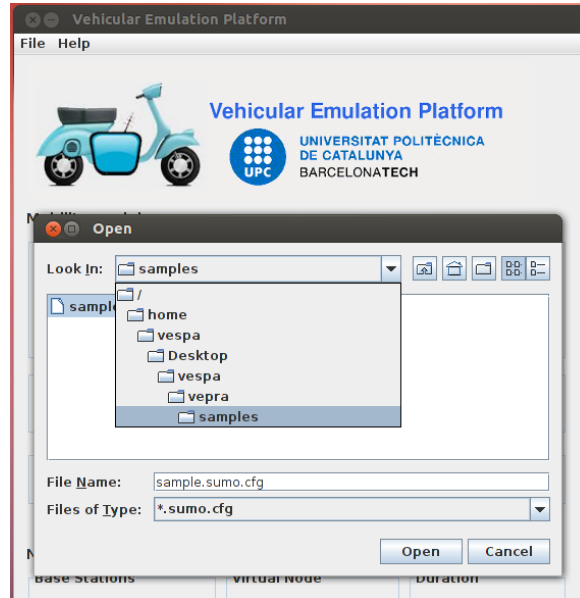 Vehicular Emulation Platform
File Help
Vehicular Emulation Platform
UNIVERSITAT POLITÈCNICA
DE CATALUNYA
BARCELONATECH
UPC
Open
Look In: samples
/
home
vespa
Desktop
vespa
vepra
samples
File Name: sample.sumo.cfg
Files of Type: *.sumo.cfg
Open Cancel
Base Stations Virtual Node Duration